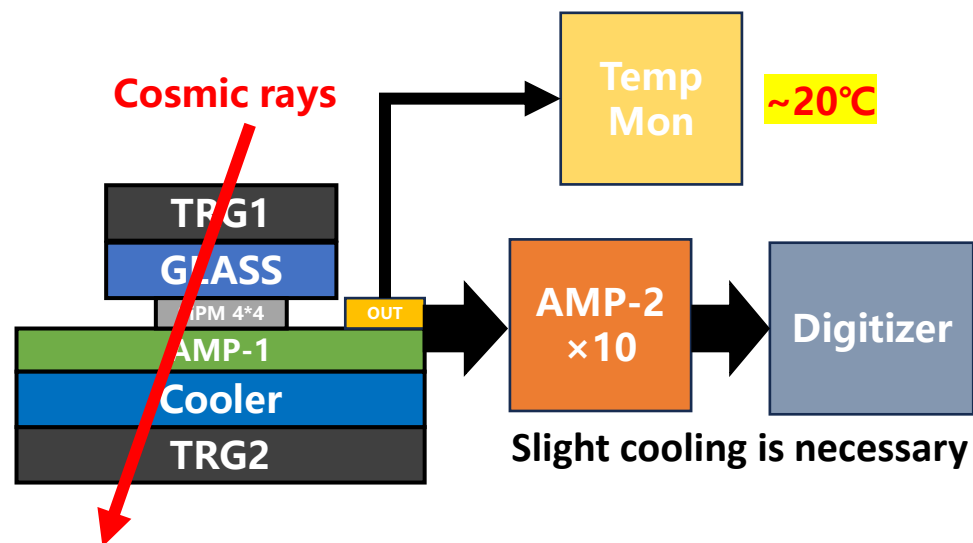 Cosmic rays
Temp
Mon
~20℃
TRG1
GLASS
4*4
OUT
AMP-1
Cooler
TRG2
AMP-2
×10
Digitizer
Slight cooling is necessary